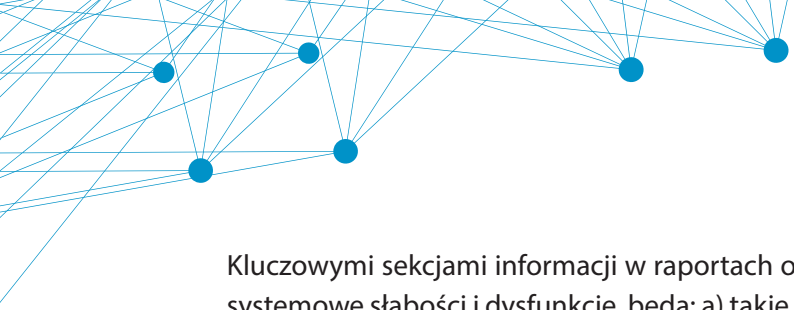 Kluczowymi sekcjami informacji w raportach o
systemowe słabości i dysfunkcje, będą: a) takie